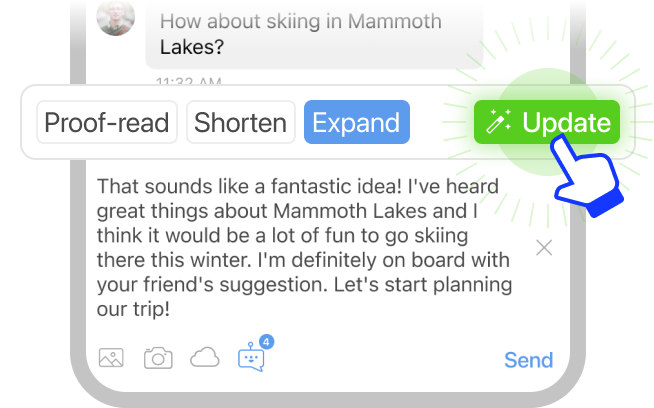 How about skiing in Mammoth
Lakes?
11:32 AM
Proof-read Shorten Expand Update
That sounds like a fantastic idea! I've heard
great things about Mammoth Lakes and I
think it would be a lot of fun to go skiing
there this winter. I'm definitely on board with
your friend's suggestion. Let's start planning
our trip!
4
Send